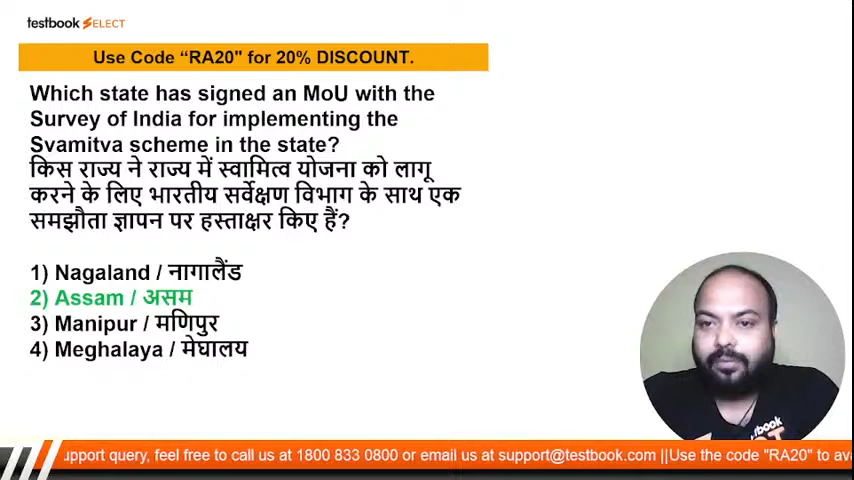 testbook SELECT
Use Code “RA20" for 20% DISCOUNT.
Which state has signed an MoU with the
Survey of India for implementing the
Svamitva scheme in the state?
किस राज्य ने राज्य में स्वामित्व योजना को लागू
करने के लिए भारतीय सर्वेक्षण विभाग के साथ एक
समझौता ज्ञापन पर हस्ताक्षर किए हैं?
1) Nagaland / नागालैंड
2) Assam / असम
3) Manipur / मणिपुर
4) Meghalaya / मेघालय
upport query, feel free to call us at 1800 833 0800 or email us at support@testbook.com ||Use the code "RA20" to